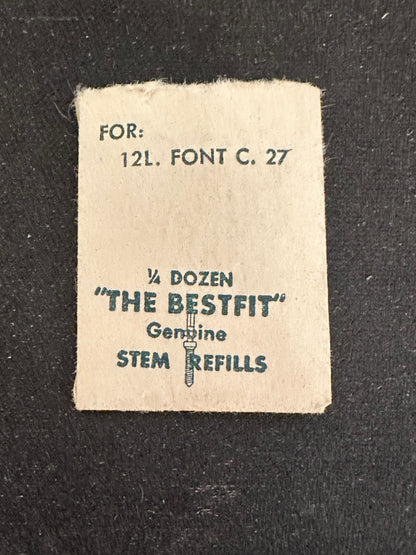 FOR:
12L. FONT C. 27
¼ DOZEN
"THE BESTFIT"
Genuine
STEM REFILLS